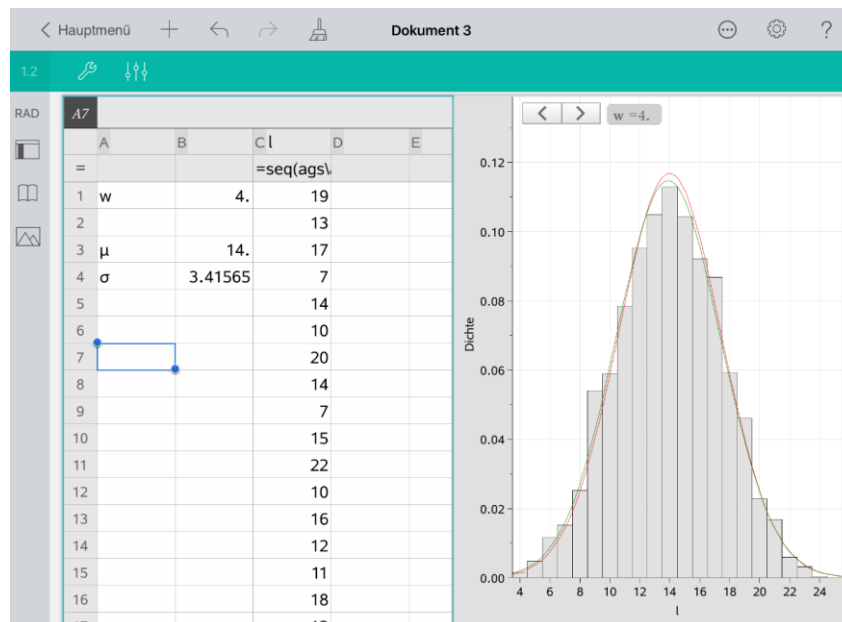 Hauptmenü
Dokument 3
?
1.2
RAD
A7
w =4.
A B C l D E
= =seq(ags\
1 w 4. 19
2 13
3 μ 14. 17
4 σ 3.41565 7
5 14
6 10
7 20
8 14
9 7
10 15
11 22
12 10
13 16
14 12
15 11
16 18
0.12
0.10
0.08
Dichte
0.06
0.04
0.02
0.00
4 6 8 10 12 14 16 18 20 22 24
l